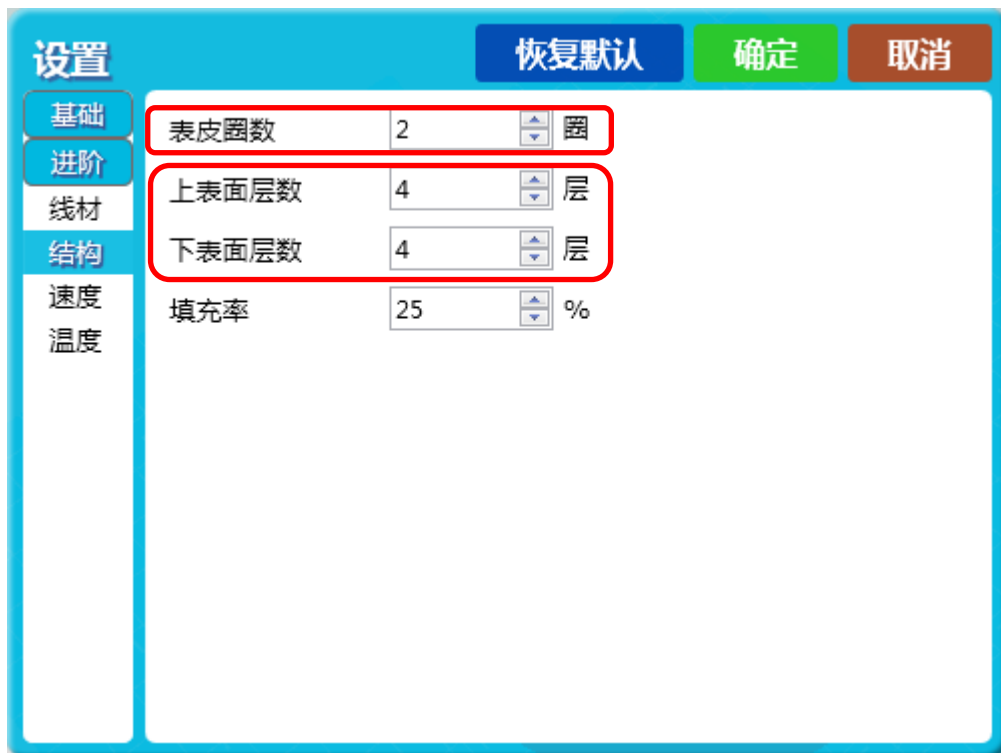 设置
恢复默认
确定
取消
基础
进阶
线材
结构
速度
温度
表皮圈数 2 圈
上表面层数 4 层
下表面层数 4 层
填充率 25 %